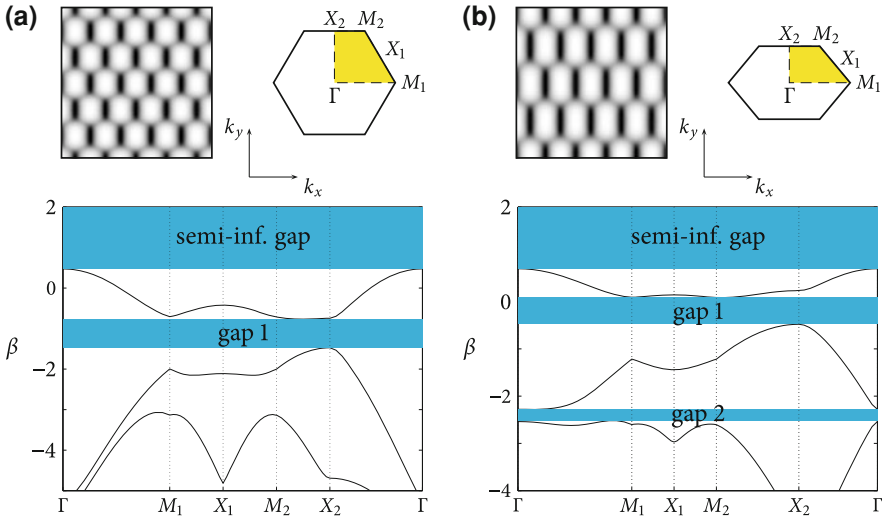 (a)
X2 M2
X1
M1
Γ
ky
kx
2
semi-inf. gap
0
gap 1
β
−2
−4
Γ M1 X1 M2 X2 Γ
(b)
X2 M2
X1
M1
Γ
ky
kx
2
semi-inf. gap
0
gap 1
β
−2
gap 2
−4
Γ M1 X1 M2 X2 Γ